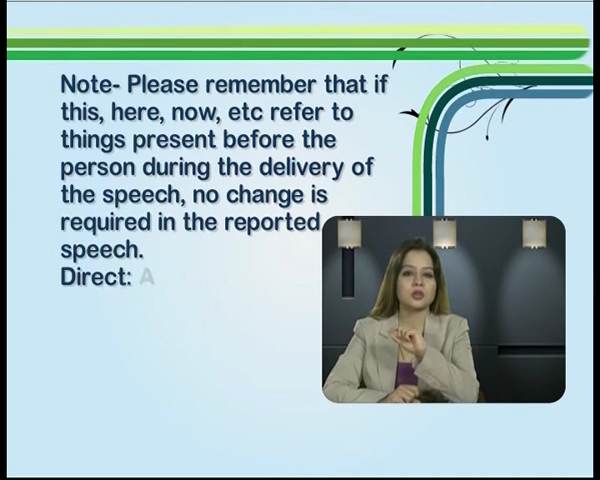 Note- Please remember that if
this, here, now, etc refer to
things present before the
person during the delivery of
the speech, no change is
required in the reported
speech.
Direct: A